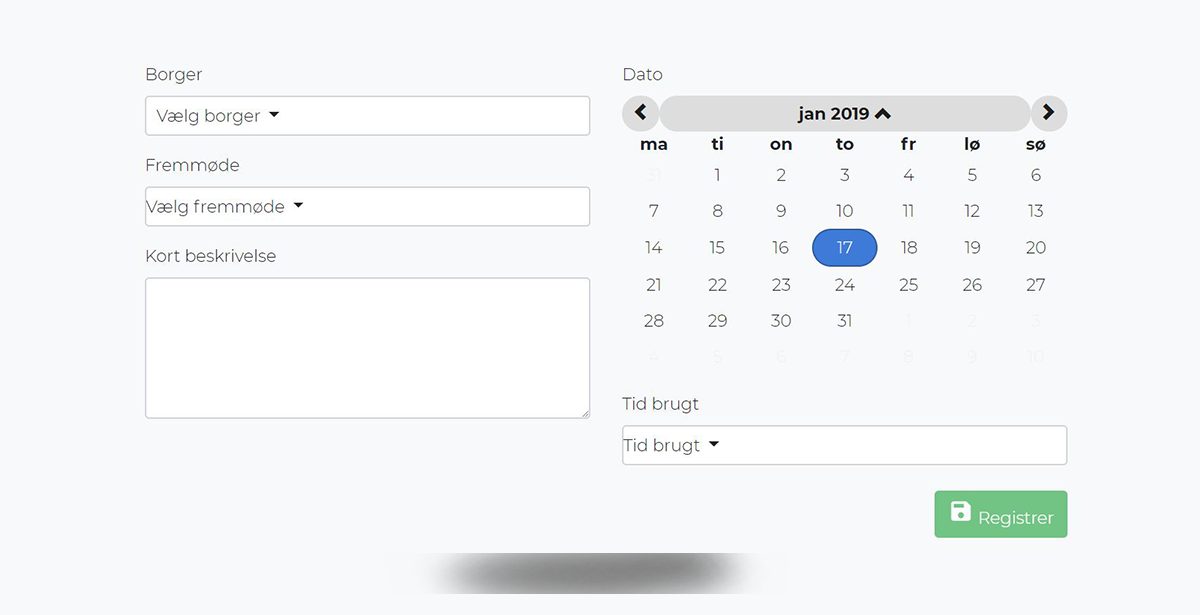 Borger
Vælg borger
Fremmøde
Vælg fremmøde
Kort beskrivelse
Dato
jan 2019
ma ti on to fr lø sø
31 1 2 3 4 5 6
7 8 9 10 11 12 13
14 15 16 17 18 19 20
21 22 23 24 25 26 27
28 29 30 31 1 2 3
4 5 6 7 8 9 10
Tid brugt
Tid brugt
Registrer